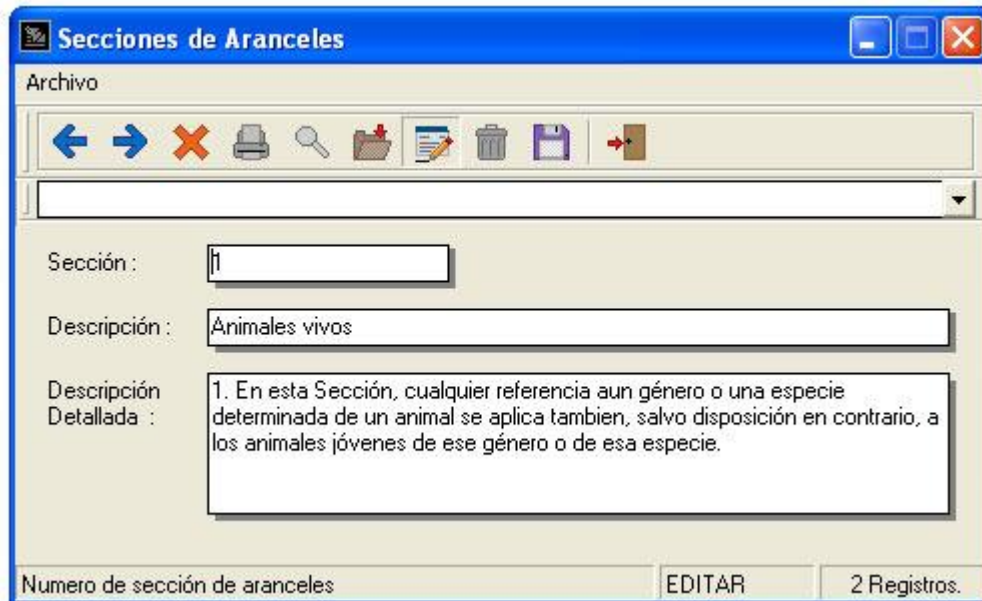 Secciones de Aranceles
Archivo
Sección : 1
Descripción : Animales vivos
Descripción
Detallada :
1. En esta Sección, cualquier referencia aun género o una especie
determinada de un animal se aplica tambien, salvo disposición en contrario, a
los animales jóvenes de ese género o de esa especie.
Numero de sección de aranceles EDITAR 2 Registros.